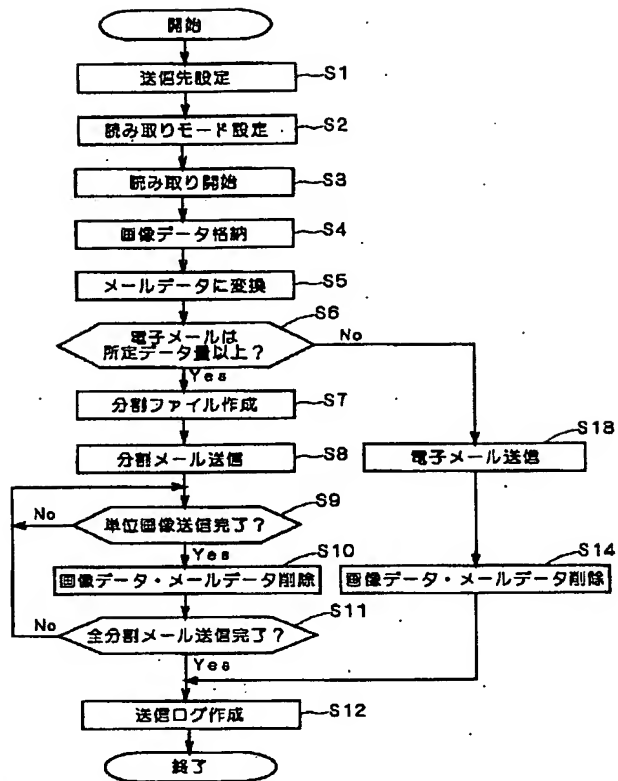 開始
送信先設定
S1
読み取りモード設定
S2
読み取り開始
S3
画像データ格納
S4
メールデータに変換
S5
S6
電子メールは
所定データ量以上?
No
Yes
分割ファイル作成
S7
分割メール送信
S8
S13
電子メール送信
S9
単位画像送信完了?
No
Yes
S10
画像データ・メールデータ削除
S14
画像データ・メールデータ削除
S11
全分割メール送信完了?
No
Yes
送信ログ作成
S12
終了